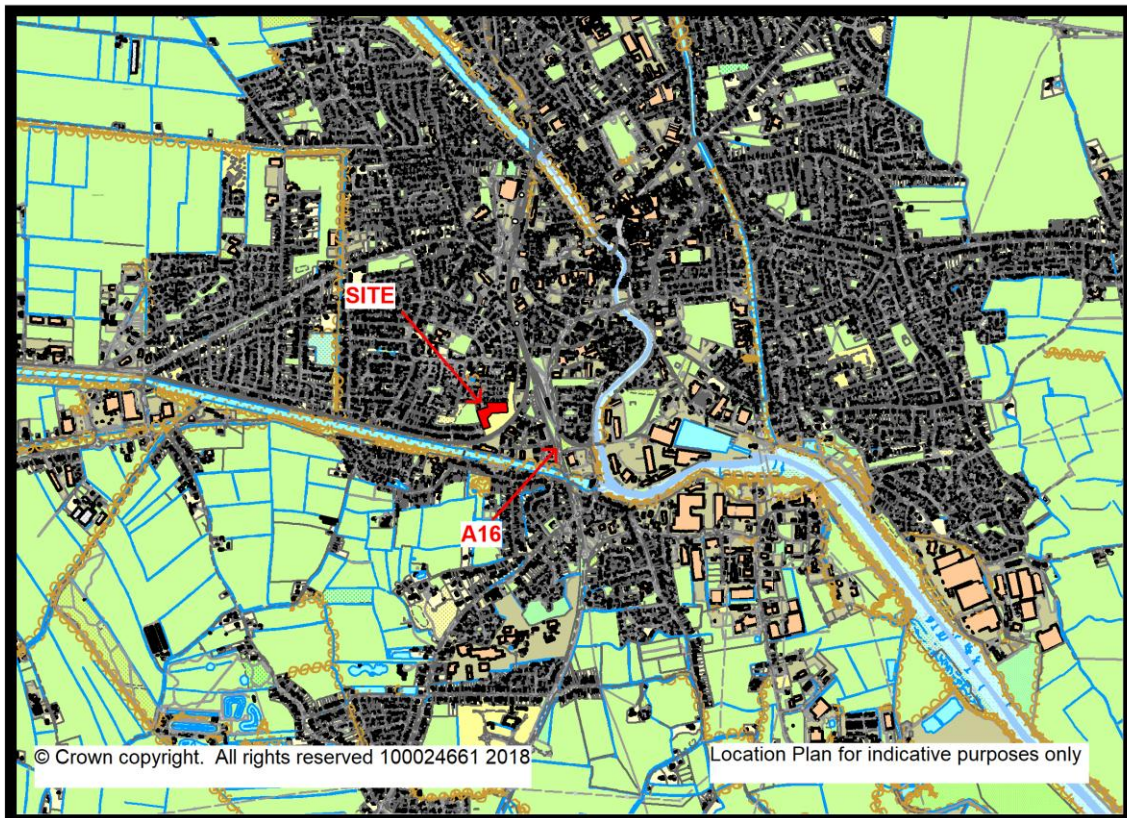 SITE
A16
© Crown copyright. All rights reserved 100024661 2018
Location Plan for indicative purposes only